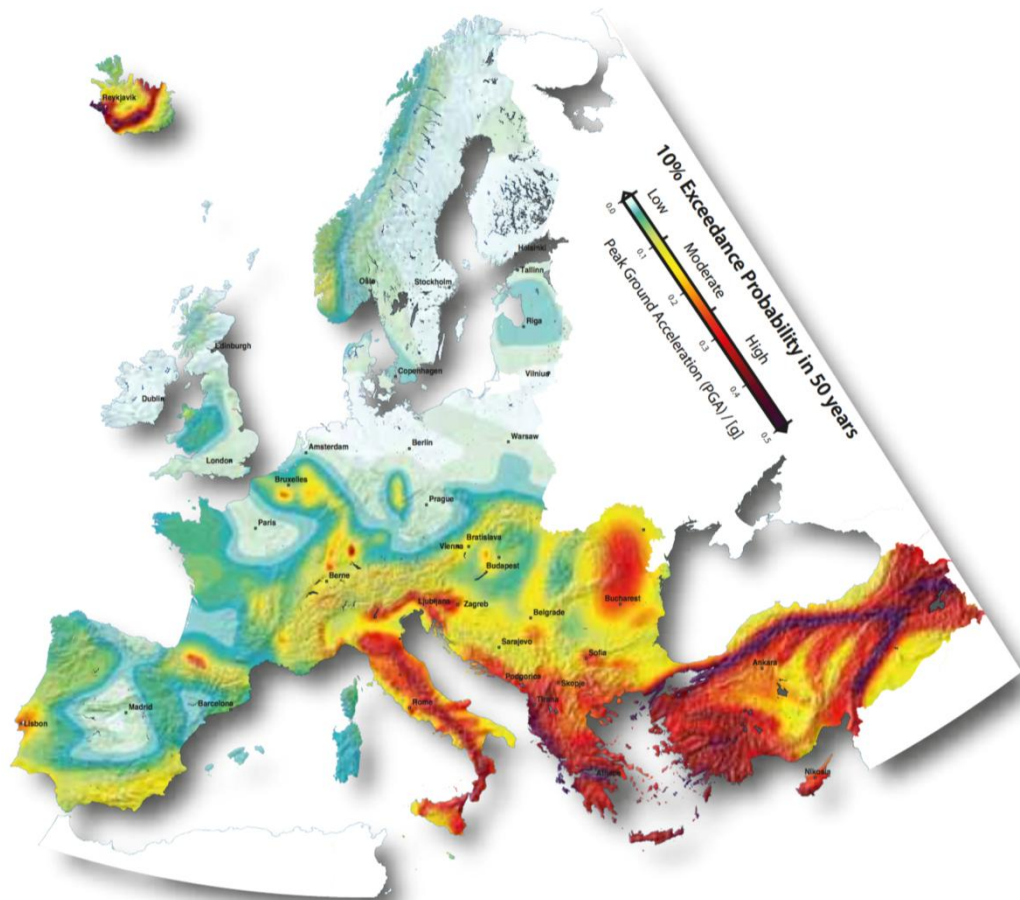 Reykjavik
10% Exceedance Probability in 50 years
Low
Moderate
High
0.0
0.1
0.2
0.3
0.4
0.5
Peak Ground Acceleration (PGA) / [g]
Helsinki
Tallinn
Oslo
Stockholm
Riga
Edinburgh
Copenhagen
Vilnius
Dublin
Amsterdam
Berlin
Warsaw
London
Bruxelles
Prague
Paris
Bratislava
Vienna
Budapest
Berne
Ljubljana
Zagreb
Bucharest
Belgrade
Sarajevo
Sofia
Ankara
Podgorica
Skopje
Tirana
Rome
Barcelona
Madrid
Lisbon
Athens
Nikosia